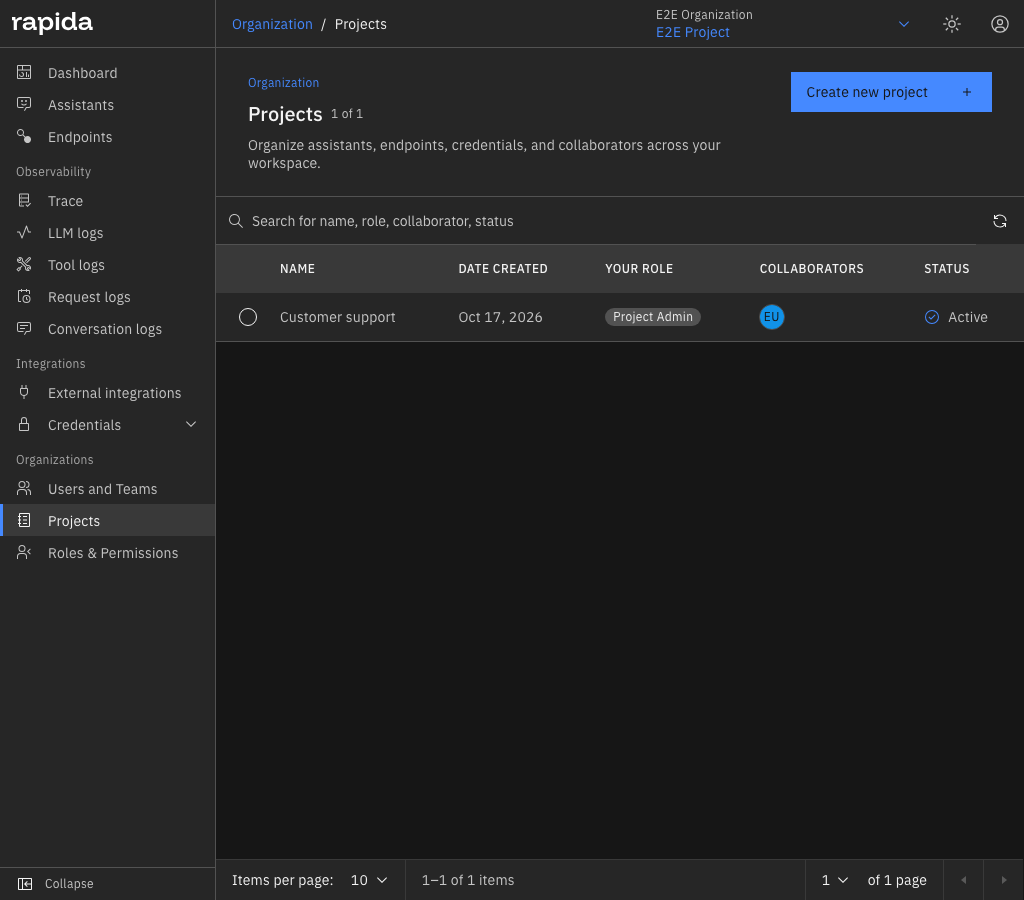 rapida
Organization / Projects
E2E Organization
E2E Project
Dashboard
Assistants
Endpoints
Observability
Trace
LLM logs
Tool logs
Request logs
Conversation logs
Integrations
External integrations
Credentials
Organizations
Users and Teams
Projects
Roles & Permissions
Collapse
Organization
Projects 1 of 1
Organize assistants, endpoints, credentials, and collaborators across your
workspace.
Create new project +
Search for name, role, collaborator, status
NAME DATE CREATED YOUR ROLE COLLABORATORS STATUS
Customer support Oct 17, 2026 Project Admin EU Active
Items per page: 10 1–1 of 1 items 1 of 1 page